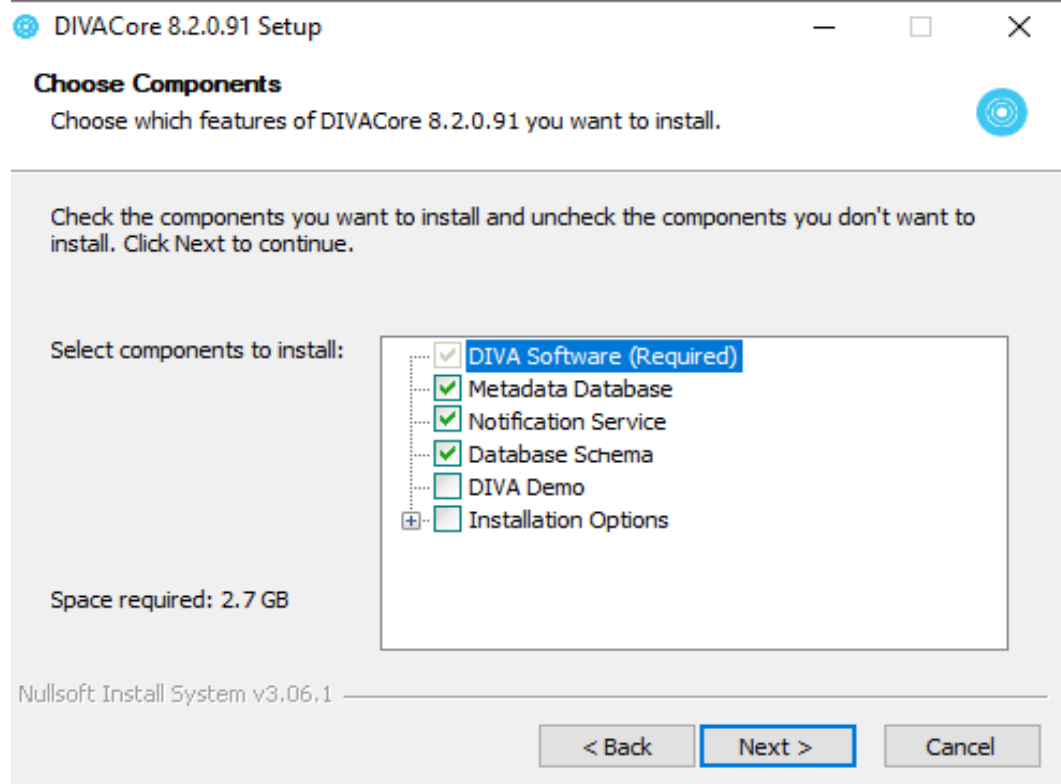 DIVACore 8.2.0.91 Setup
Choose Components
Choose which features of DIVACore 8.2.0.91 you want to install.
Check the components you want to install and uncheck the components you don't want to
install. Click Next to continue.
Select components to install:
DIVA Software (Required)
Metadata Database
Notification Service
Database Schema
DIVA Demo
Installation Options
Space required: 2.7 GB
Nullsoft Install System v3.06.1
< Back
Next >
Cancel